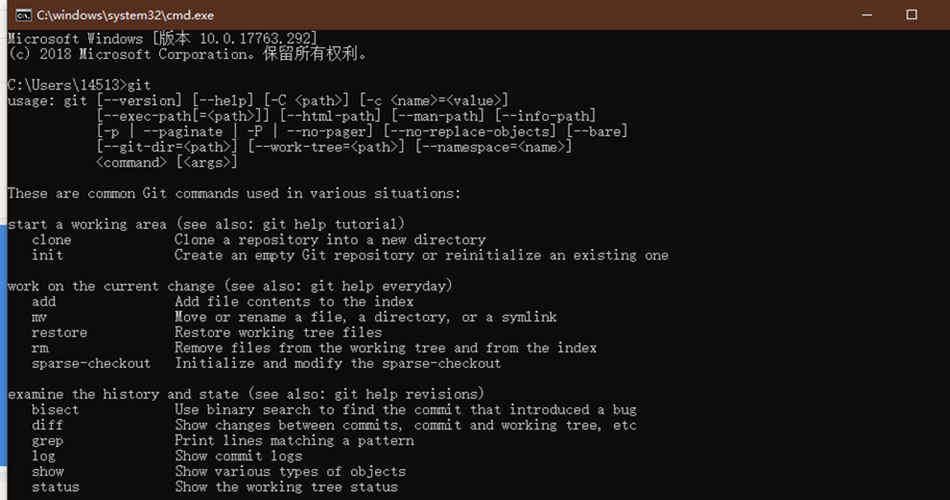 C:\windows\system32\cmd.exe
Microsoft Windows [版本 10.0.17763.292]
(c) 2018 Microsoft Corporation。保留所有权利。
C:\Users\14513>git
usage: git [--version] [--help] [-C <path>] [-c <name>=<value>]
[--exec-path[=<path>]] [--html-path] [--man-path] [--info-path]
[-p | --paginate | -P | --no-pager] [--no-replace-objects] [--bare]
[--git-dir=<path>] [--work-tree=<path>] [--namespace=<name>]
<command> [<args>]
These are common Git commands used in various situations:
start a working area (see also: git help tutorial)
clone Clone a repository into a new directory
init Create an empty Git repository or reinitialize an existing one
work on the current change (see also: git help everyday)
add Add file contents to the index
mv Move or rename a file, a directory, or a symlink
restore Restore working tree files
rm Remove files from the working tree and from the index
sparse-checkout Initialize and modify the sparse-checkout
examine the history and state (see also: git help revisions)
bisect Use binary search to find the commit that introduced a bug
diff Show changes between commits, commit and working tree, etc
grep Print lines matching a pattern
log Show commit logs
show Show various types of objects
status Show the working tree status